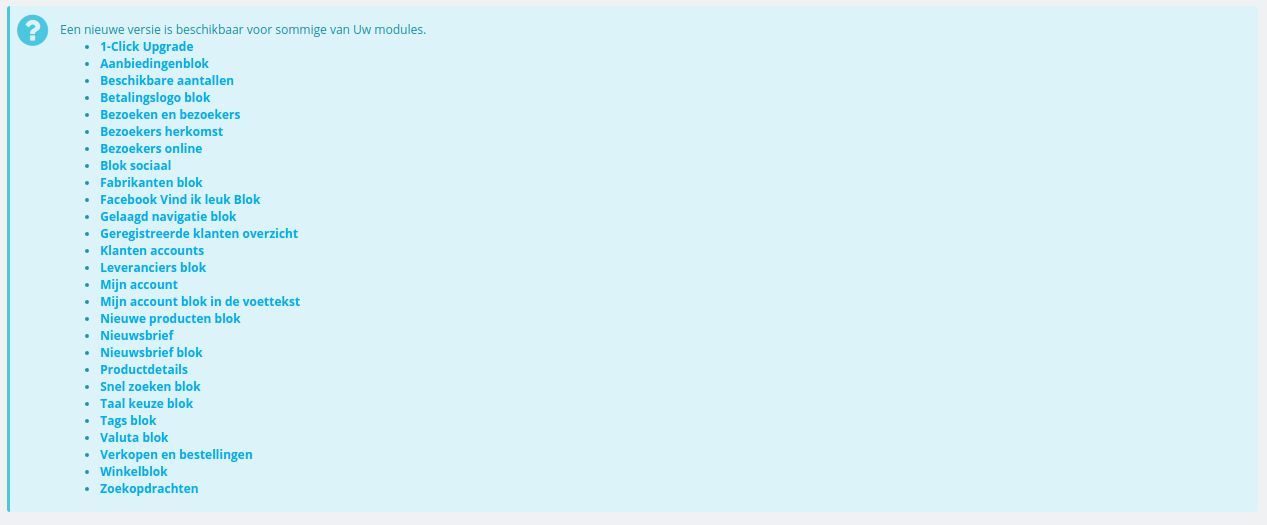 Een nieuwe versie is beschikbaar voor sommige van Uw modules.
1-Click Upgrade
Aanbiedingenblok
Beschikbare aantallen
Betalingslogo blok
Bezoeken en bezoekers
Bezoekers herkomst
Bezoekers online
Blok sociaal
Fabrikanten blok
Facebook Vind ik leuk Blok
Gelaagd navigatie blok
Geregistreerde klanten overzicht
Klanten accounts
Leveranciers blok
Mijn account
Mijn account blok in de voettekst
Nieuwe producten blok
Nieuwsbrief
Nieuwsbrief blok
Productdetails
Snel zoeken blok
Taal keuze blok
Tags blok
Valuta blok
Verkopen en bestellingen
Winkelblok
Zoekopdrachten